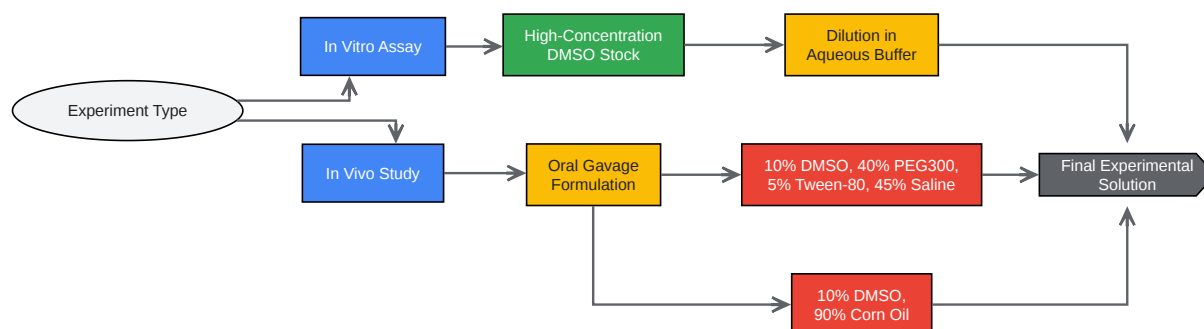 Experiment Type
In Vitro Assay
High-Concentration
DMSO Stock
Dilution in
Aqueous Buffer
In Vivo Study
Oral Gavage
Formulation
10% DMSO, 40% PEG300,
5% Tween-80, 45% Saline
Final Experimental
Solution
10% DMSO,
90% Corn Oil